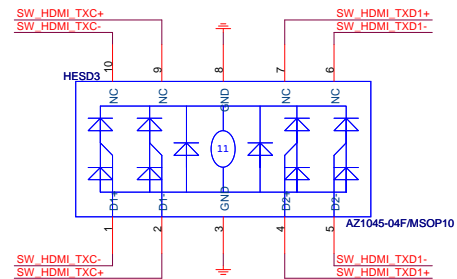 SW_HDMI_TXC+
SW_HDMI_TXC-
SW_HDMI_TXD1+
SW_HDMI_TXD1-
10
9
8
7
6
HESD3
NC
NC
GND
NC
NC
11
D1+
D1-
GND
D2+
D2-
AZ1045-04F/MSOP10
1
2
3
4
5
SW_HDMI_TXC-
SW_HDMI_TXC+
SW_HDMI_TXD1-
SW_HDMI_TXD1+